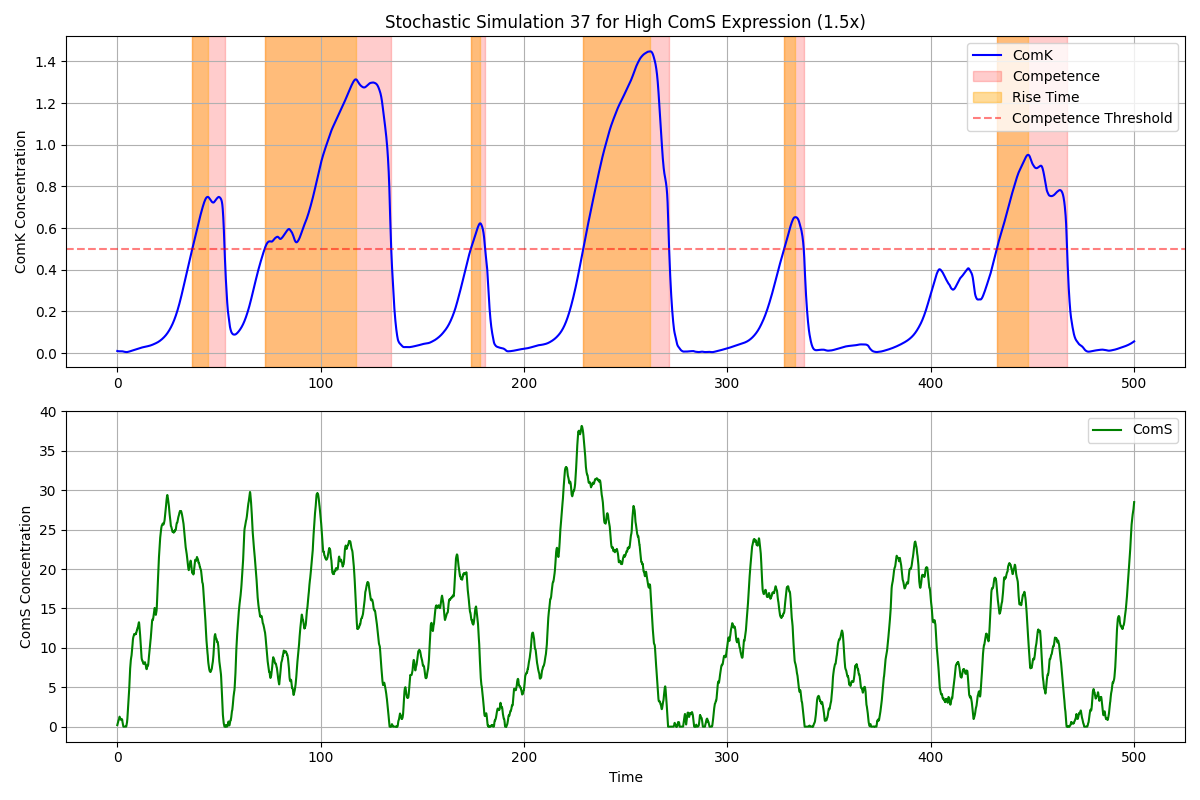 Stochastic Simulation 37 for High ComS Expression (1.5x)
ComK Concentration
1.4
1.2
1.0
0.8
0.6
0.4
0.2
0.0
ComK
Competence
Rise Time
Competence Threshold
0 100 200 300 400 500
ComS Concentration
40
35
30
25
20
15
10
5
0
ComS
0 100 200 300 400 500
Time